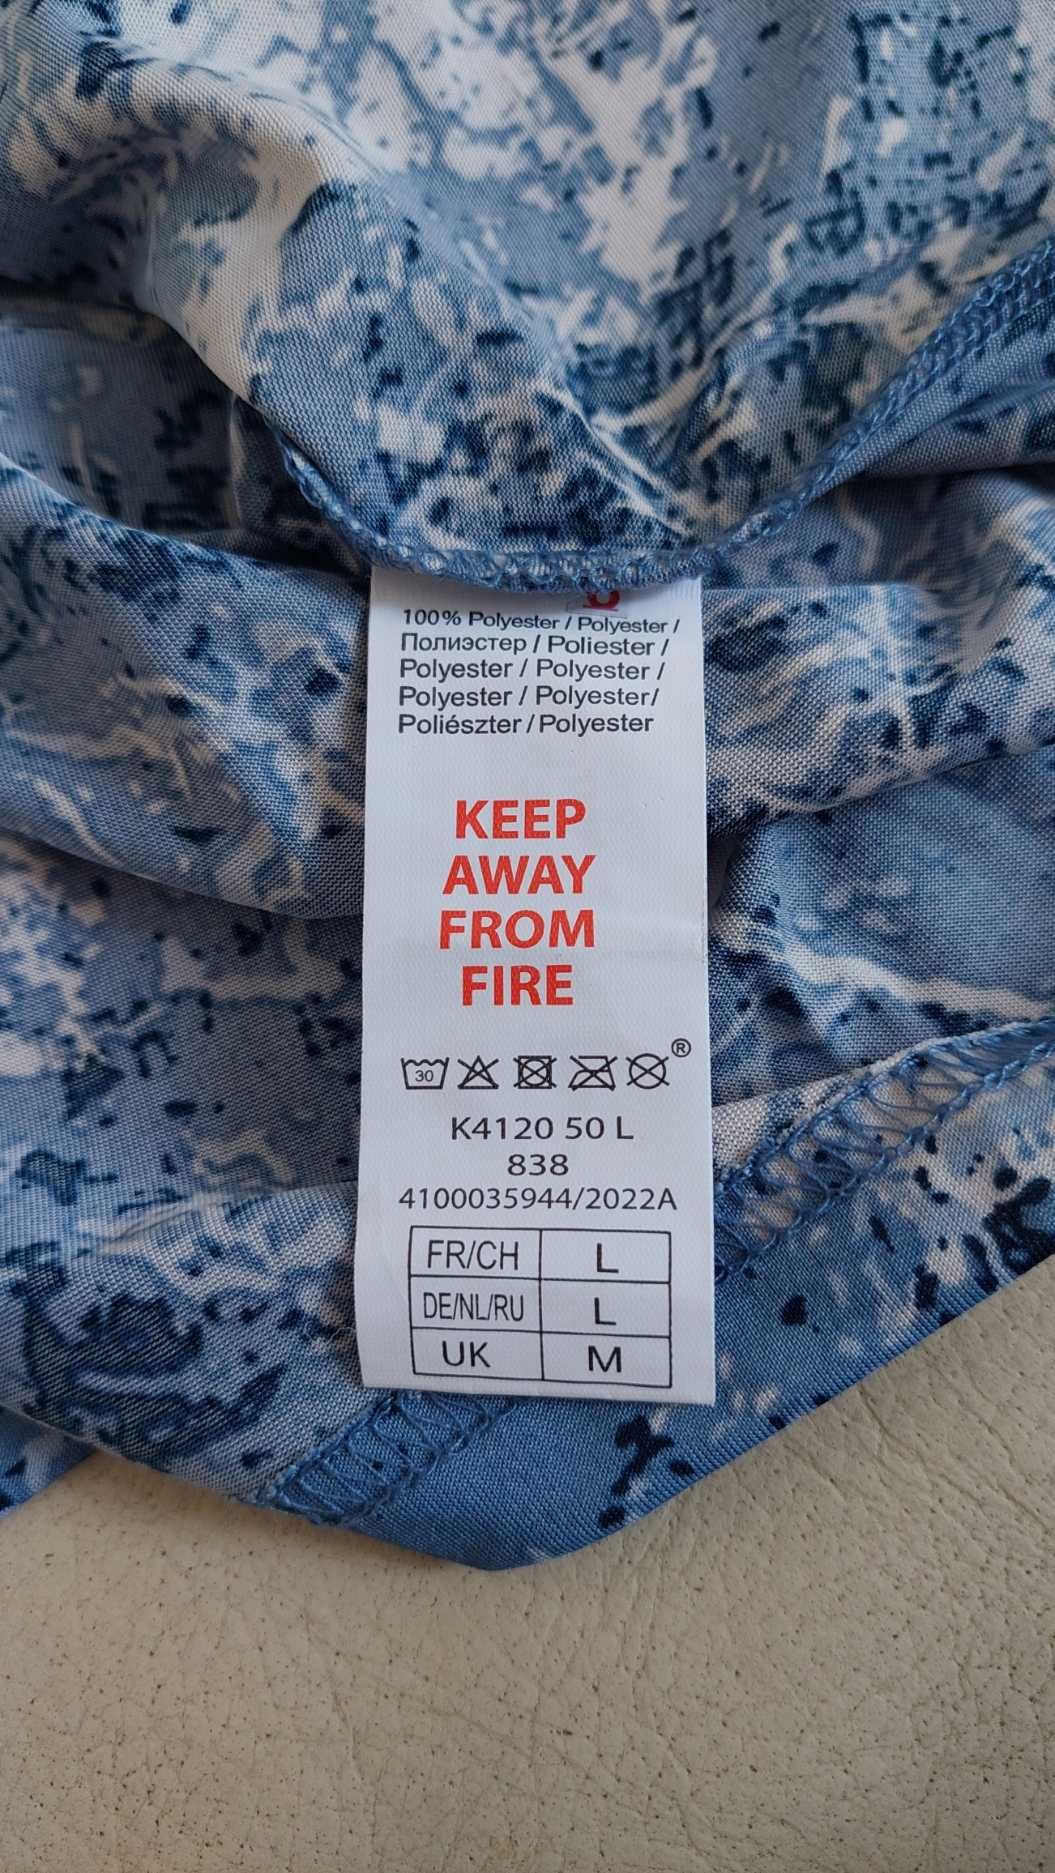 100% Polyester / Polyester /
Полиэстер / Poliester /
Polyester / Polyester /
Polyester / Polyester/
Poliészter / Polyester
KEEP
AWAY
FROM
FIRE
30
®
K4120 50 L
838
4100035944/2022A
FR/CH L
DE/NL/RU L
UK M